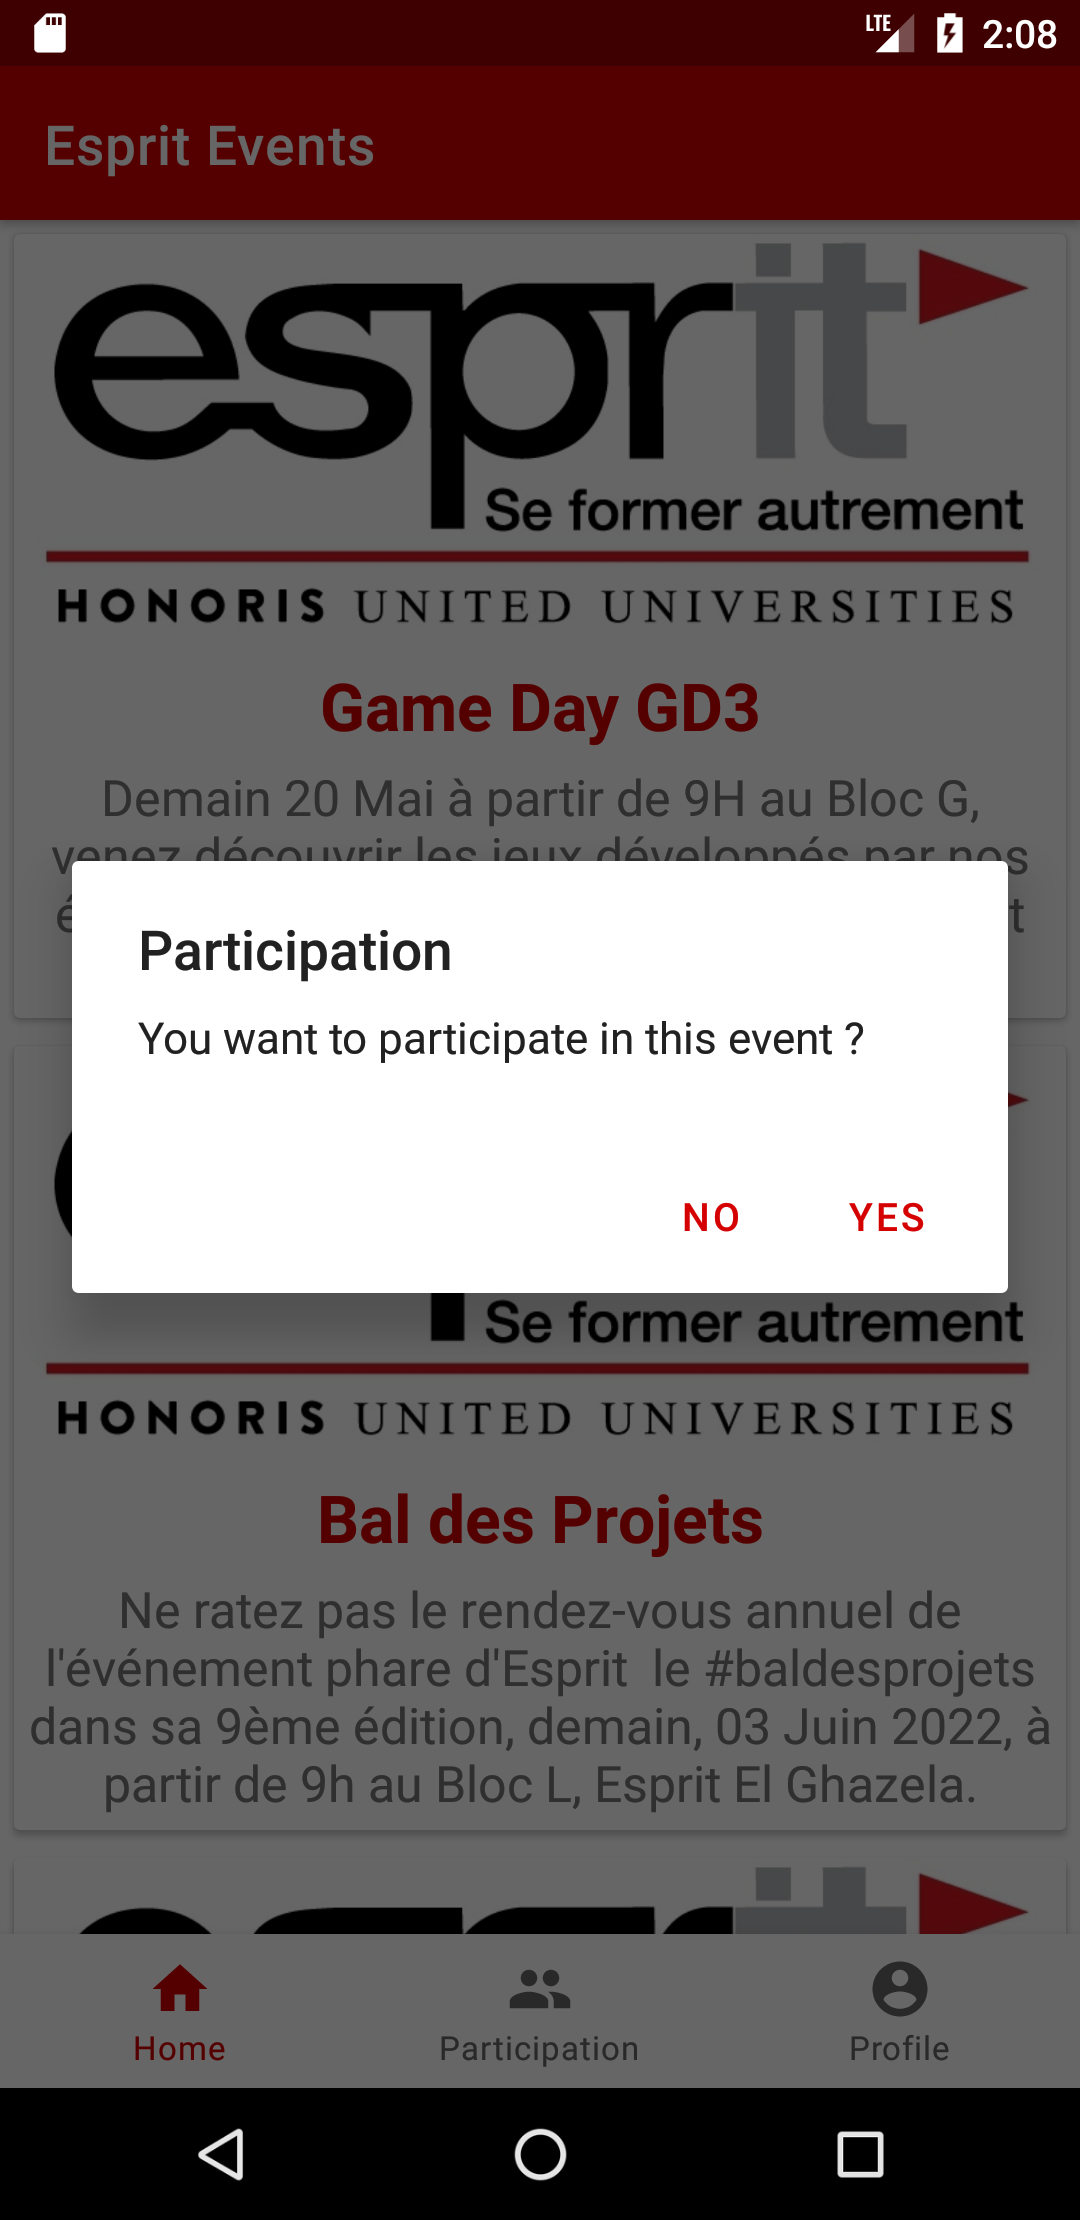 LTE 2:08
Esprit Events
esprit
Se former autrement
HONORIS UNITED UNIVERSITIES
Game Day GD3
Demain 20 Mai à partir de 9H au Bloc G,
venez découvrir les jeux développés par nos
Participation
You want to participate in this event ?
NO YES
Se former autrement
HONORIS UNITED UNIVERSITIES
Bal des Projets
Ne ratez pas le rendez-vous annuel de
l'événement phare d'Esprit  le #baldesprojets
dans sa 9ème édition, demain, 03 Juin 2022, à
partir de 9h au Bloc L, Esprit El Ghazela.
Home Participation Profile